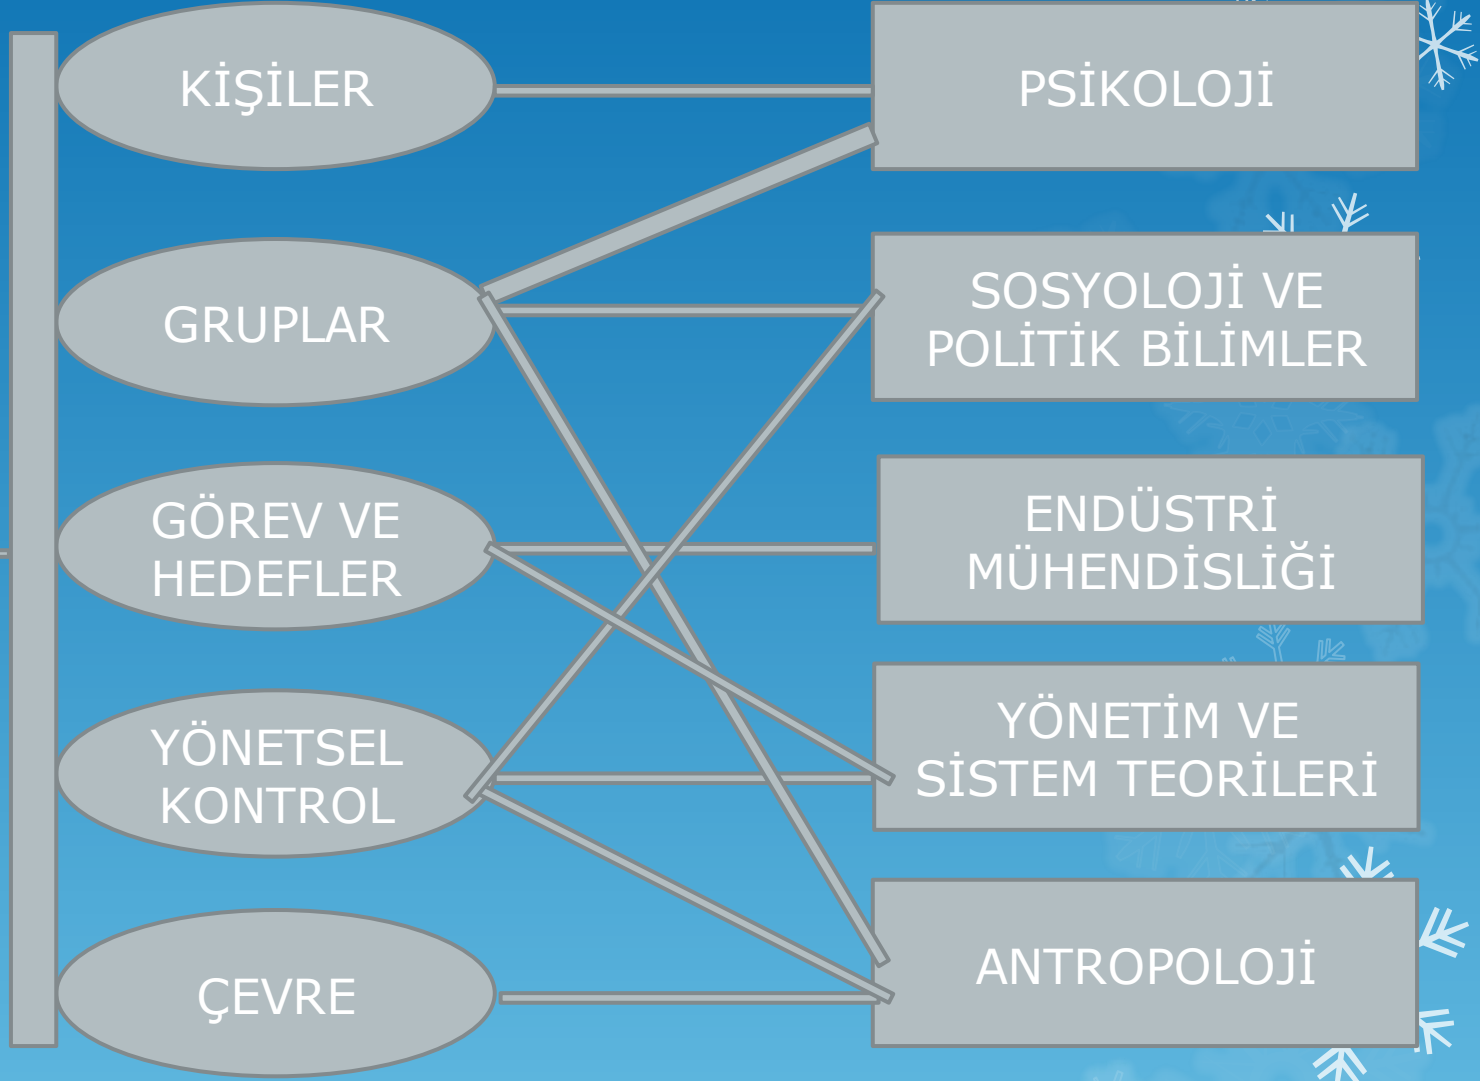 KİŞİLER
PSİKOLOJİ
GRUPLAR
SOSYOLOJİ VE
POLİTİK BİLİMLER
GÖREV VE
HEDEFLER
ENDÜSTRİ
MÜHENDİSLİĞİ
YÖNETSEL
KONTROL
YÖNETİM VE
SİSTEM TEORİLERİ
ÇEVRE
ANTROPOLOJİ